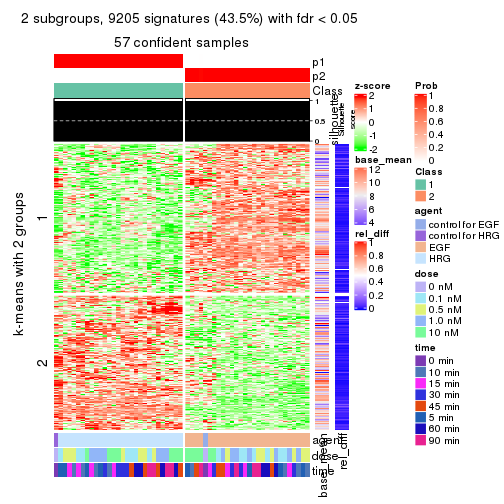 2 subgroups, 9205 signatures (43.5%) with fdr < 0.05
57 confident samples
p1
p2
Class
silhouette
1
0.5
0
Silhouette
score
k-means with 2 groups
1
2
agent
dose
time
base_mean
rel_diff
z-score
2
1
0
-1
-2
base_mean
12
10
8
6
4
rel_diff
1
0.8
0.6
0.4
0.2
0
Prob
1
0.8
0.6
0.4
0.2
0
Class
1
2
agent
control for EGF
control for HRG
EGF
HRG
dose
0 nM
0.1 nM
0.5 nM
1.0 nM
10 nM
time
0 min
10 min
15 min
30 min
45 min
5 min
60 min
90 min